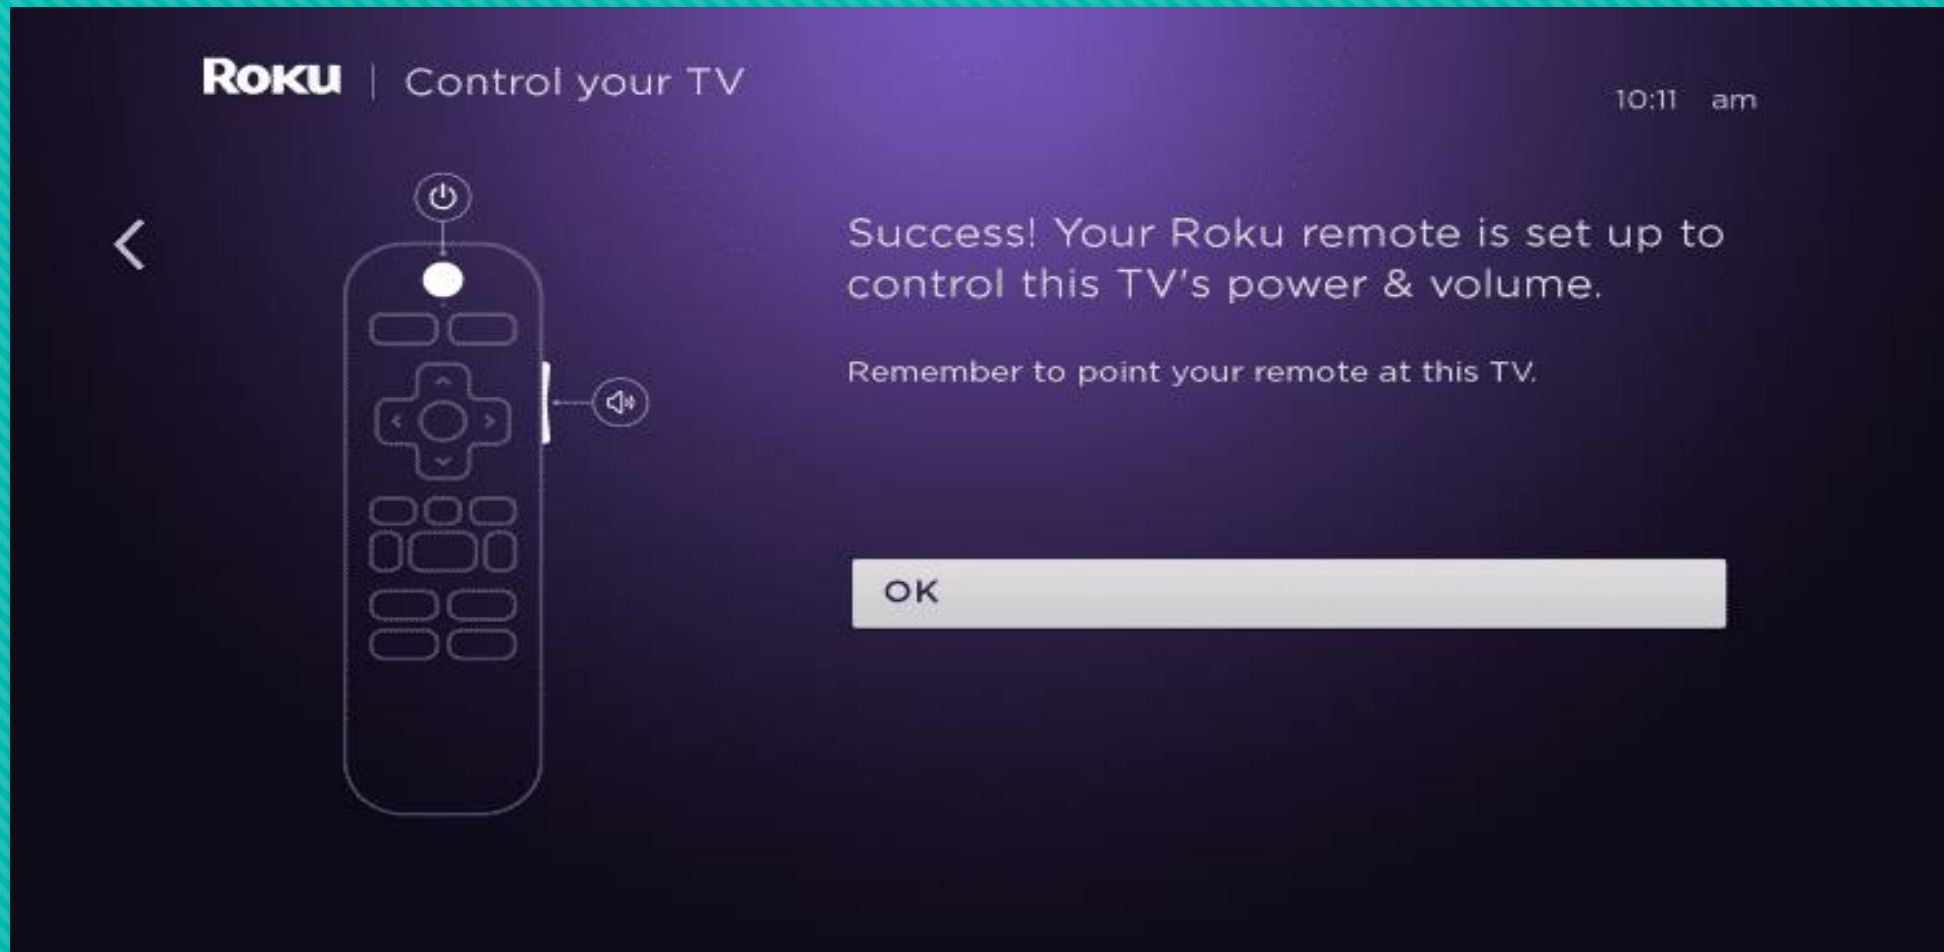 ROKU | Control your TV
10:11 am
Success! Your Roku remote is set up to
control this TV's power & volume.
Remember to point your remote at this TV.
OK